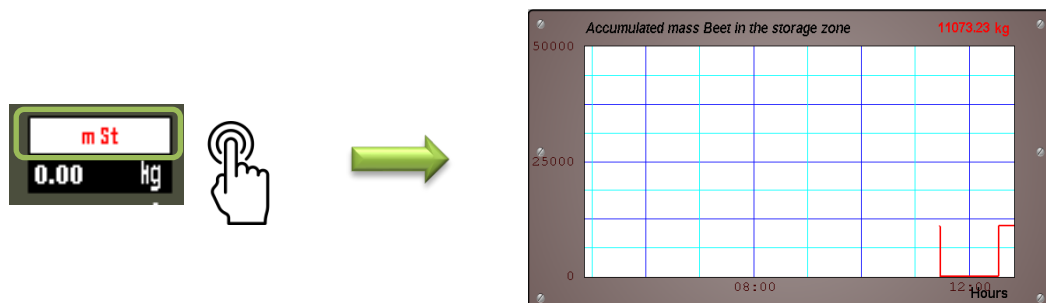 m St
0.00 kg
Accumulated mass Beet in the storage zone 11073.23 kg
50000
25000
0
08:00 12:00
Hours